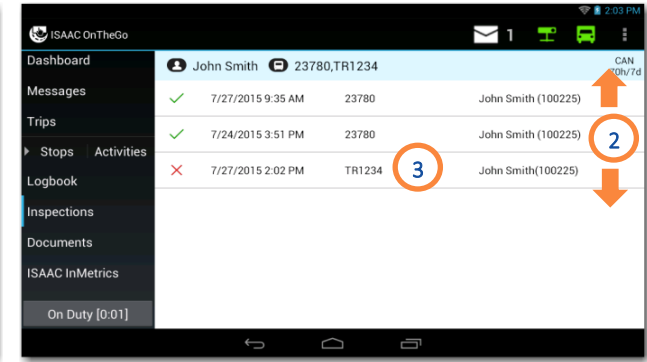 2:03 PM
ISAAC OnTheGo
1
Dashboard
John Smith 23780,TR1234
CAN
70h/7d
Messages
7/27/2015 9:35 AM 23780 John Smith (100225)
Trips
7/24/2015 3:51 PM 23780 John Smith (100225)
2
Stops Activities
7/27/2015 2:02 PM TR1234 3 John Smith(100225)
Logbook
Inspections
Documents
ISAAC InMetrics
On Duty [0:01]